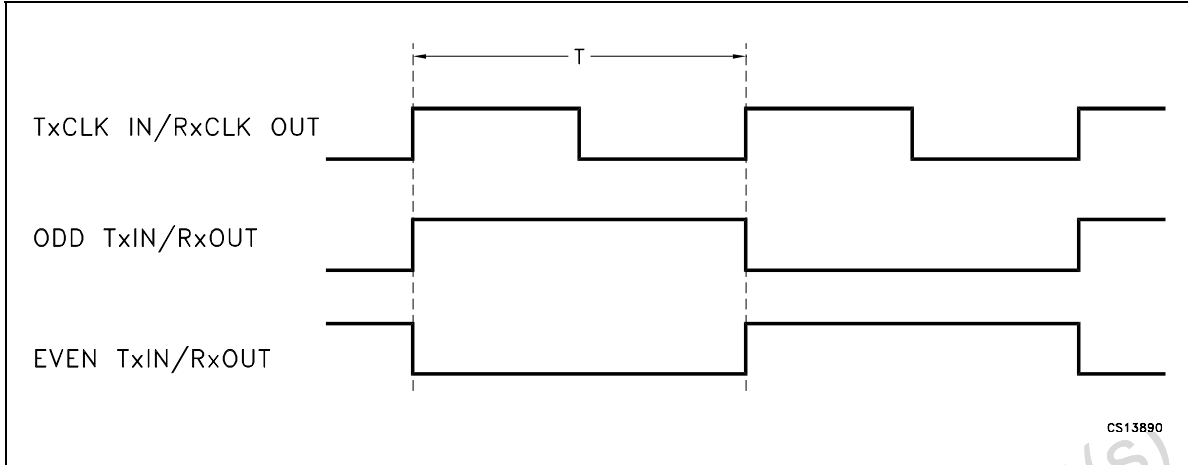 T
TxCLK IN/RxCLK OUT
ODD TxIN/RxOUT
EVEN TxIN/RxOUT
CS13890
(s)